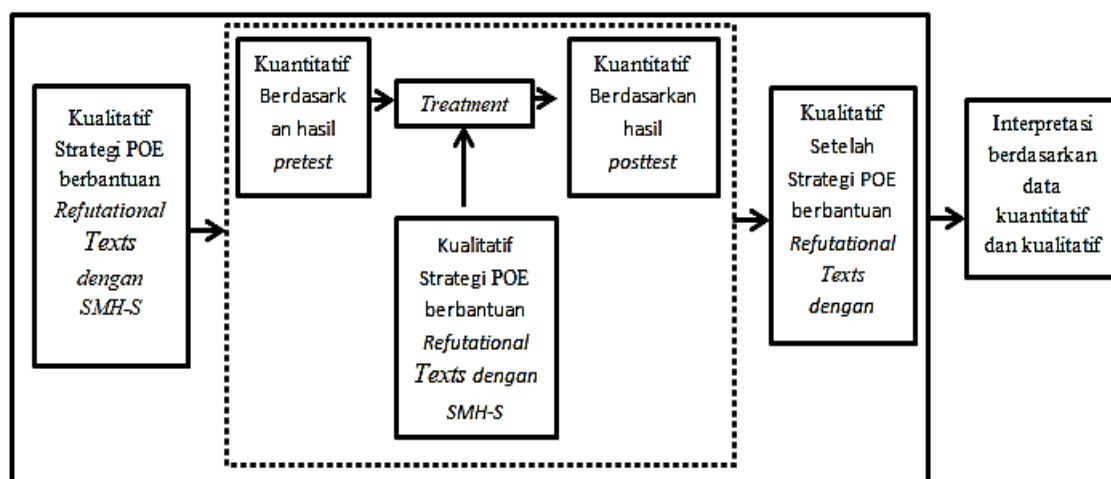 Kualitatif
Strategi POE
berbantuan
Refutational
Texts
dengan
SMH-S
Kuantitatif
Berdasark
an hasil
pretest
Treatment
Kuantitatif
Berdasarkan
hasil
posttest
Kualitatif
Strategi POE
berbantuan
Refutational
Texts dengan
SMH-S
Kualitatif
Setelah
Strategi POE
berbantuan
Refutational
Texts
dengan
Interpretasi
berdasarkan
data
kuantitatif
dan kualitatif